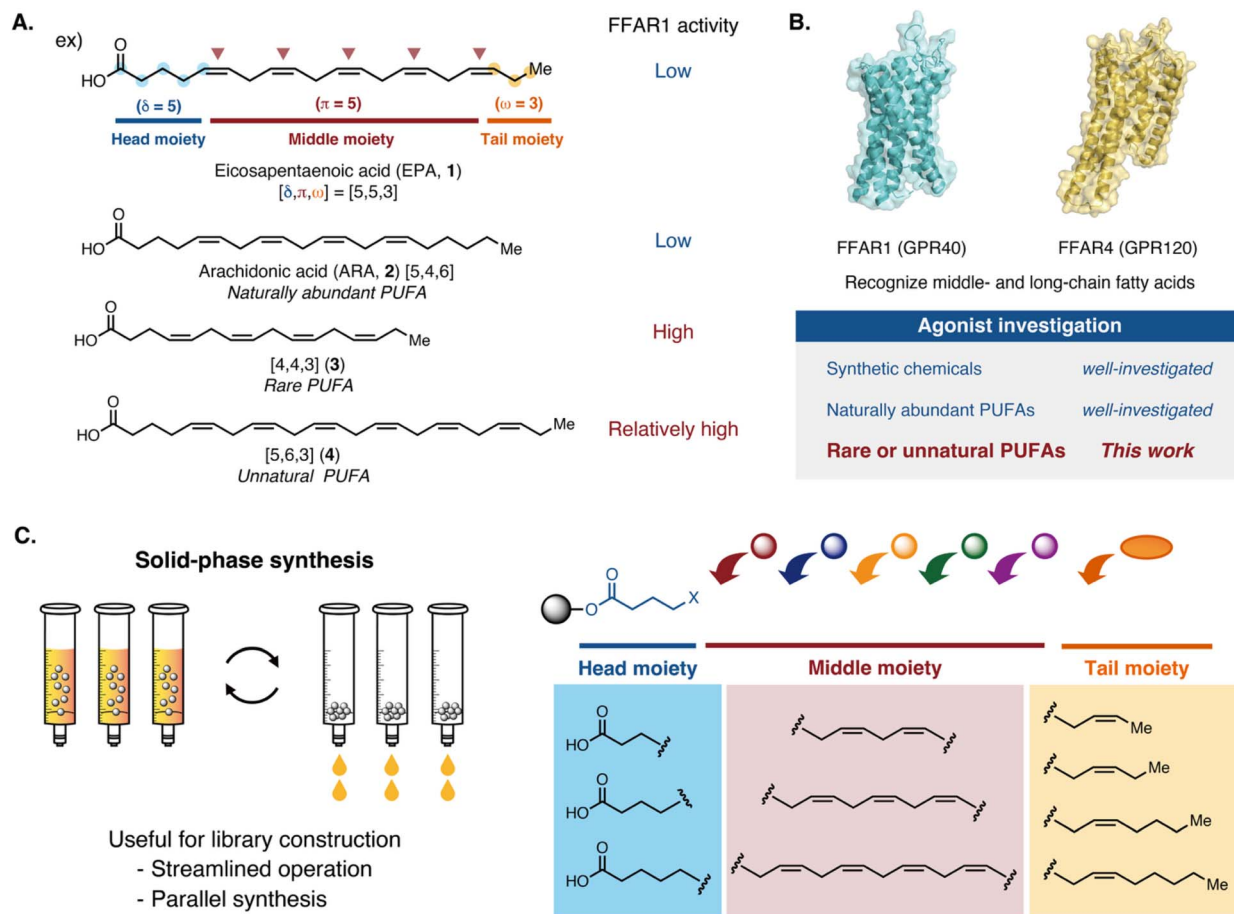 A.
FFAR1 activity
ex)
O
HO
Me
Low
(δ = 5)
(π = 5)
(ω = 3)
Head moiety
Middle moiety
Tail moiety
Eicosapentaenoic acid (EPA, 1)
[δ,π,ω] = [5,5,3]
O
HO
Me
Low
Arachidonic acid (ARA, 2) [5,4,6]
Naturally abundant PUFA
O
HO
Me
High
[4,4,3] (3)
Rare PUFA
O
HO
Me
Relatively high
[5,6,3] (4)
Unnatural PUFA
B.
FFAR1 (GPR40)
FFAR4 (GPR120)
Recognize middle- and long-chain fatty acids
Agonist investigation
Synthetic chemicals well-investigated
Naturally abundant PUFAs well-investigated
Rare or unnatural PUFAs This work
C.
Solid-phase synthesis
Useful for library construction
- Streamlined operation
- Parallel synthesis
O
O
X
Head moiety
Middle moiety
Tail moiety
O
HO
O
HO
O
HO
Me
Me
Me
Me